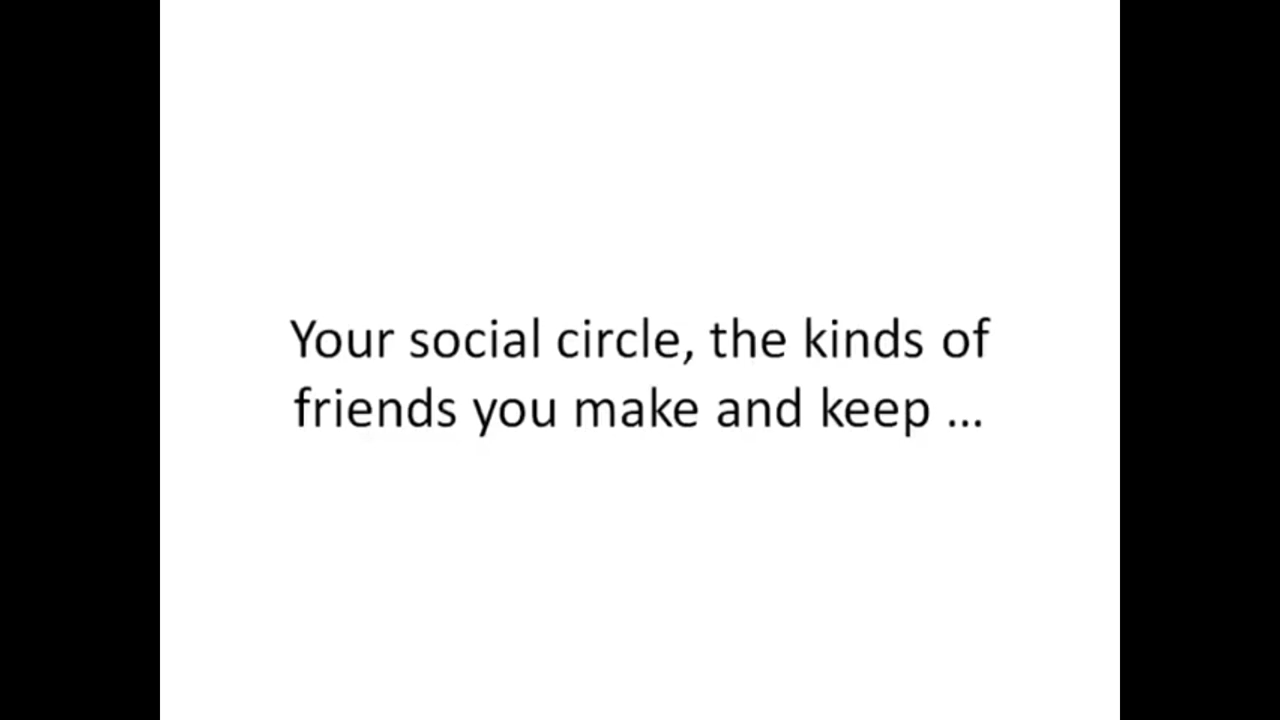 Your social circle, the kinds of
friends you make and keep ...